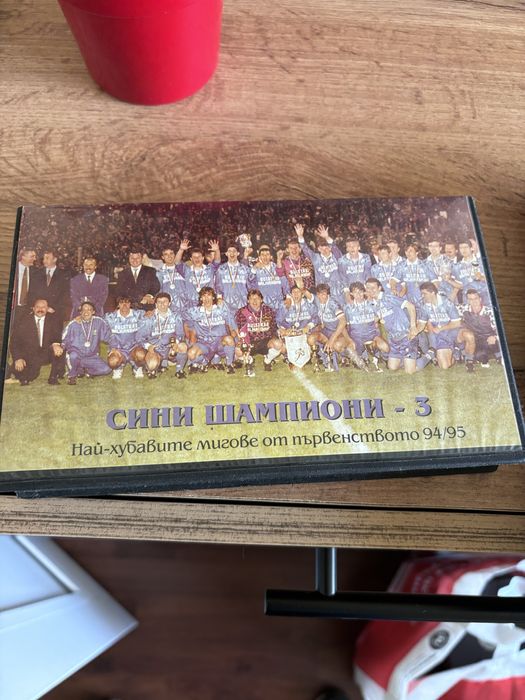 СИНИ ШАМПИОНИ - 3
Най-хубавите мигове от първенството 94/95